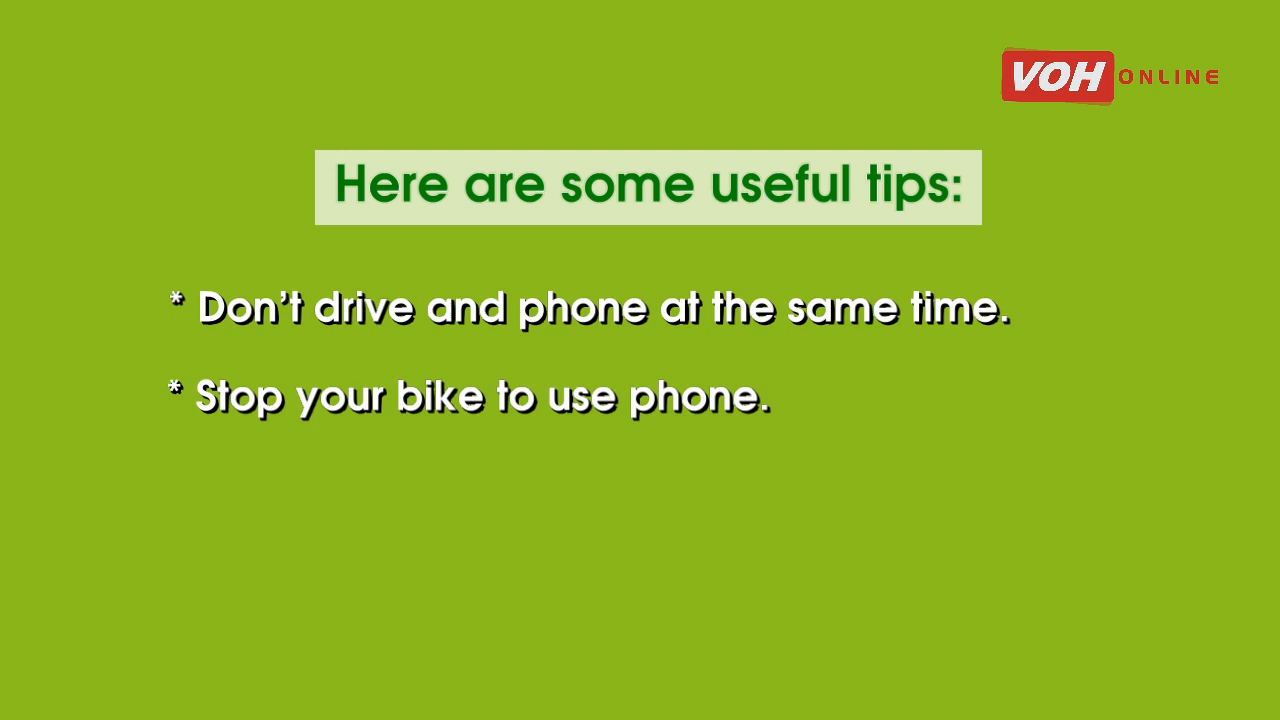 VOH ONLINE
Here are some useful tips:
* Don’t drive and phone at the same time.
* Stop your bike to use phone.